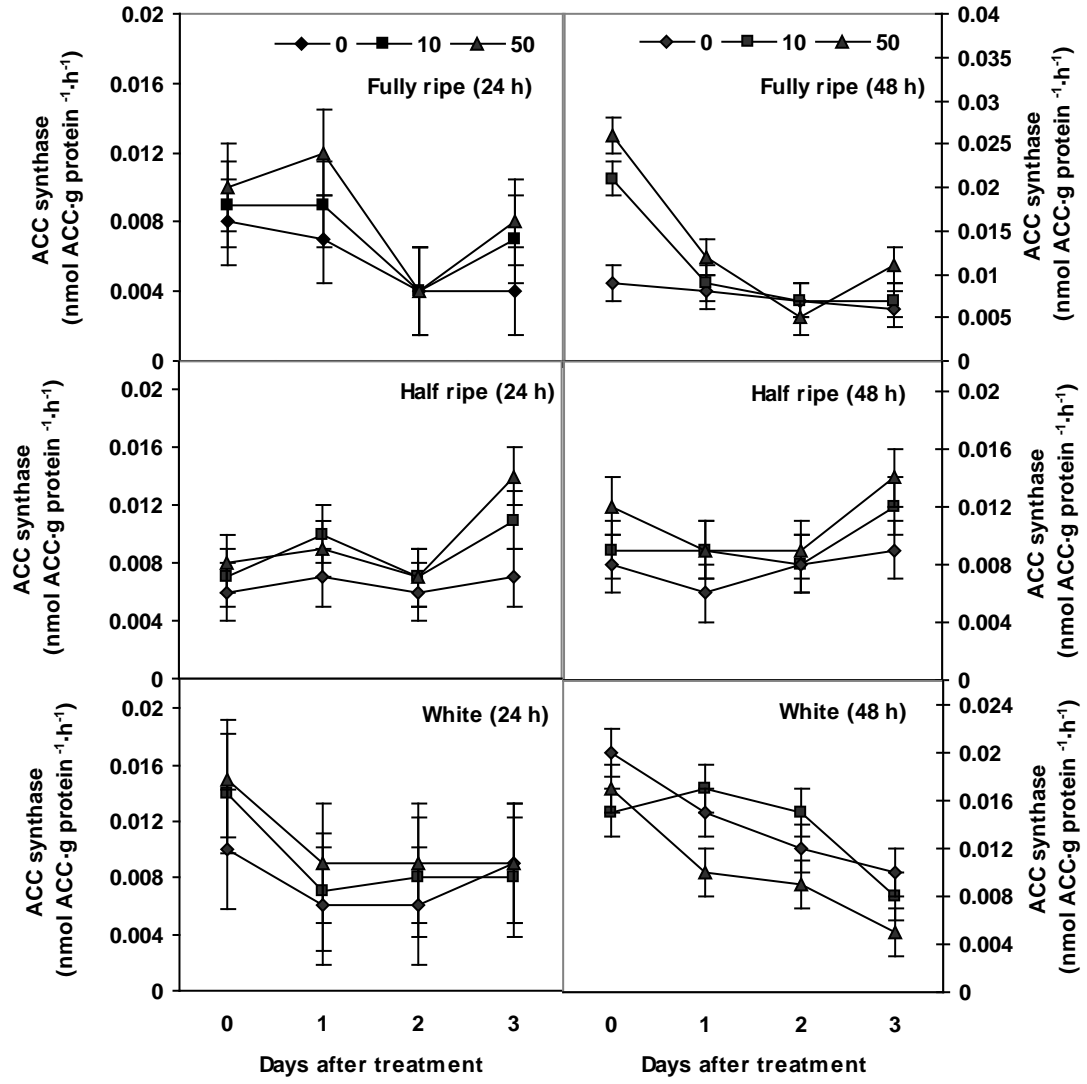 0 10 50
Fully ripe (24 h)
0.02
0.016
0.012
0.008
0.004
0
ACC synthase
(nmol ACC·g protein ⁻¹·h⁻¹)
0 10 50
Fully ripe (48 h)
0.04
0.035
0.03
0.025
0.02
0.015
0.01
0.005
0
ACC synthase
(nmol ACC·g protein ⁻¹·h⁻¹)
Half ripe (24 h)
0.02
0.016
0.012
0.008
0.004
0
ACC synthase
(nmol ACC·g protein ⁻¹·h⁻¹)
Half ripe (48 h)
0.02
0.016
0.012
0.008
0.004
0
ACC synthase
(nmol ACC·g protein ⁻¹·h⁻¹)
White (24 h)
0.02
0.016
0.012
0.008
0.004
0
ACC synthase
(nmol ACC·g protein ⁻¹·h⁻¹)
White (48 h)
0.024
0.02
0.016
0.012
0.008
0.004
0
ACC synthase
(nmol ACC·g protein ⁻¹·h⁻¹)
0 1 2 3
Days after treatment
0 1 2 3
Days after treatment